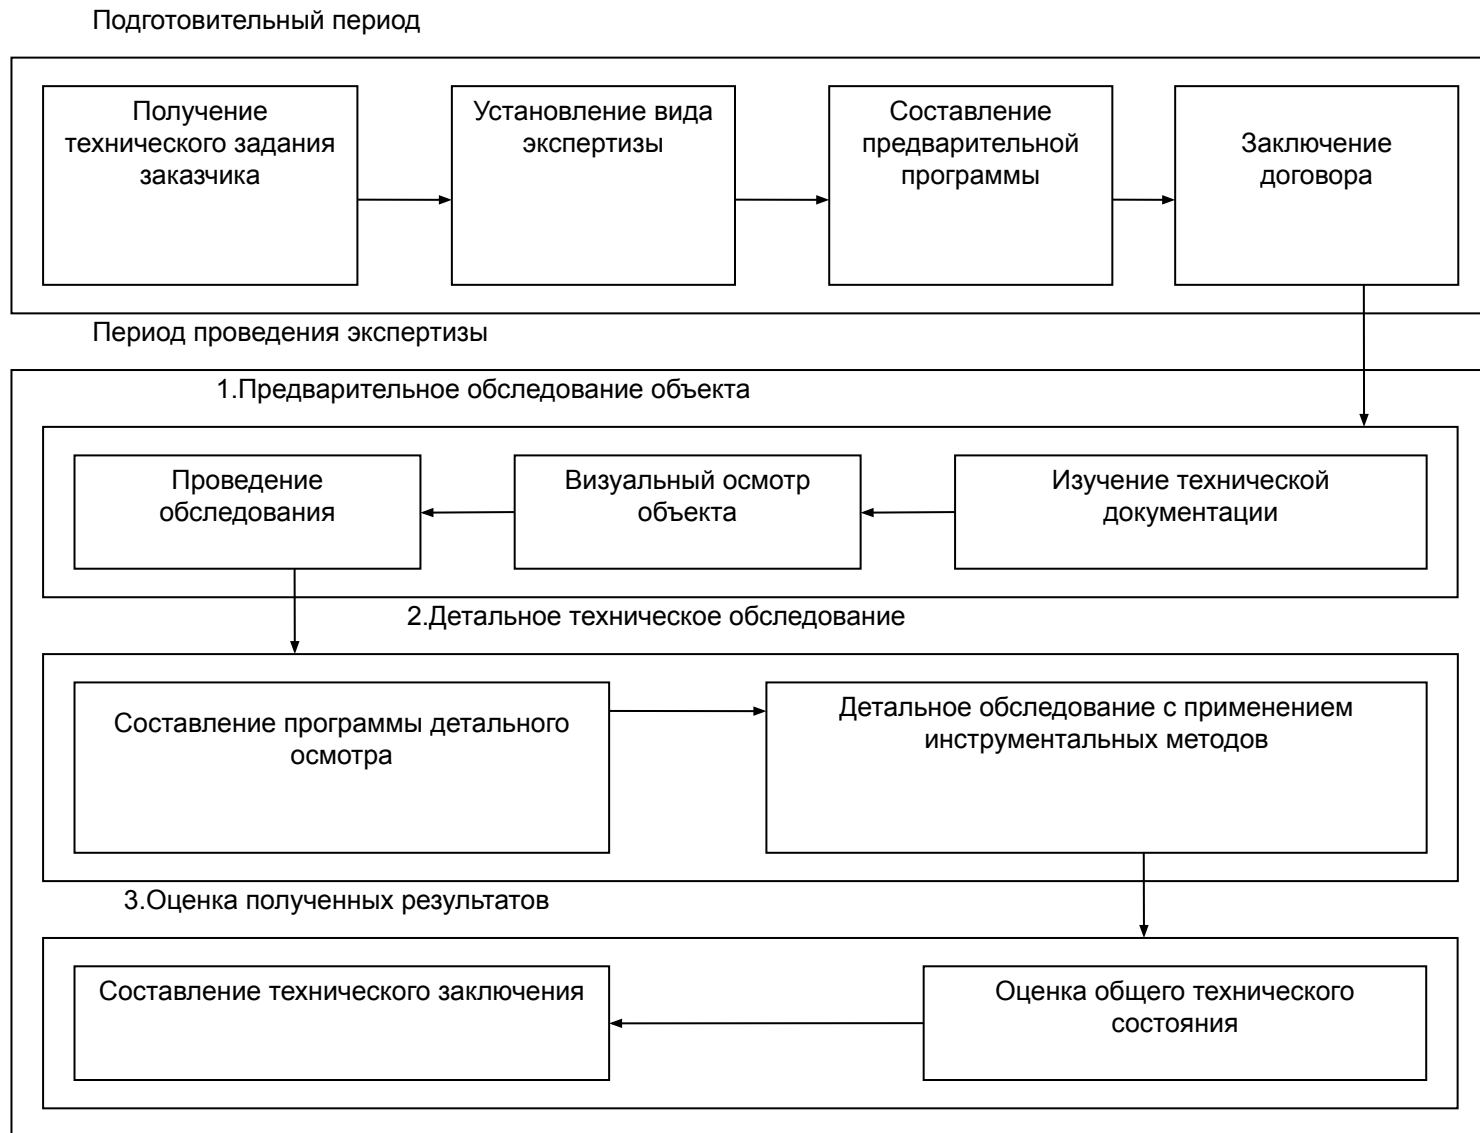 Подготовительный период
Получение
технического задания
заказчика
Установление вида
экспертизы
Составление
предварительной
программы
Заключение
договора
Период проведения экспертизы
1.Предварительное обследование объекта
Проведение
обследования
Визуальный осмотр
объекта
Изучение технической
документации
2.Детальное техническое обследование
Составление программы детального
осмотра
Детальное обследование с применением
инструментальных методов
3.Оценка полученных результатов
Составление технического заключения
Оценка общего технического
состояния